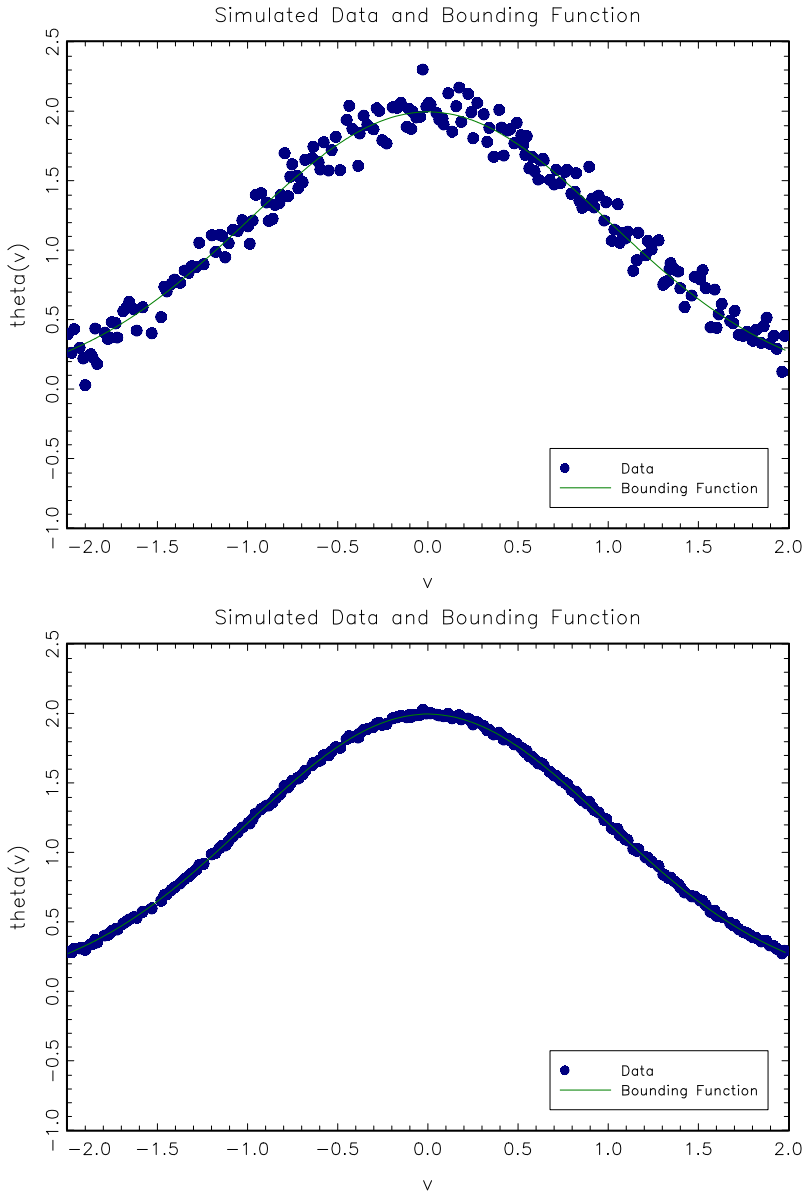 Simulated Data and Bounding Function
2.5
2.0
1.5
1.0
0.5
0.0
−0.5
−1.0
theta(v)
Data
Bounding Function
−2.0 −1.5 −1.0 −0.5 0.0 0.5 1.0 1.5 2.0
v
Simulated Data and Bounding Function
2.5
2.0
1.5
1.0
0.5
0.0
−0.5
−1.0
theta(v)
Data
Bounding Function
−2.0 −1.5 −1.0 −0.5 0.0 0.5 1.0 1.5 2.0
v